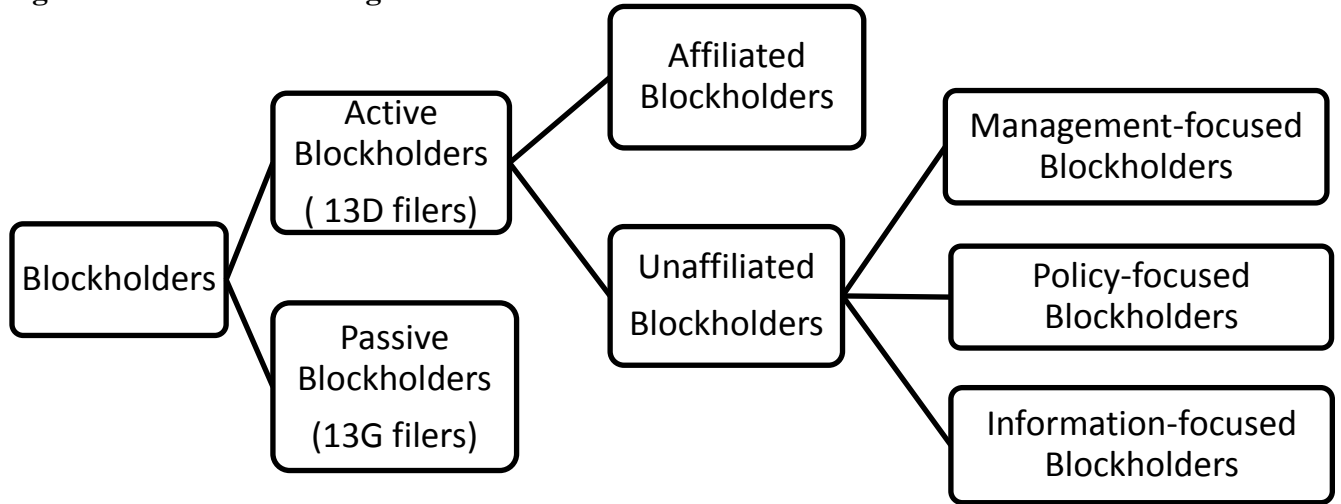 Blockholders
Active
Blockholders
( 13D filers)
Passive
Blockholders
(13G filers)
Affiliated
Blockholders
Unaffiliated
Blockholders
Management-focused
Blockholders
Policy-focused
Blockholders
Information-focused
Blockholders